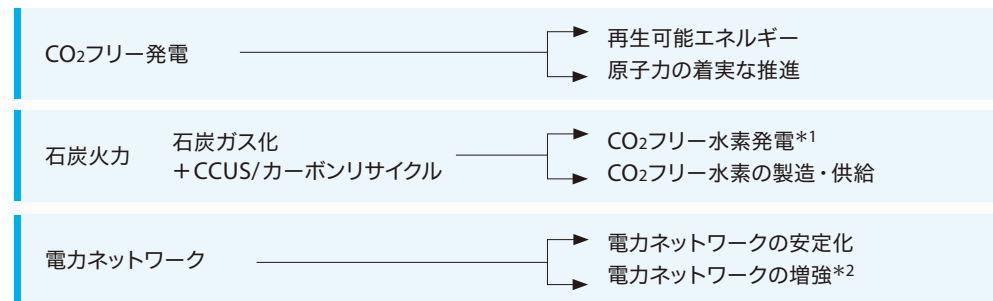 CO2フリー発電
再生可能エネルギー
原子力の着実な推進
石炭火力
石炭ガス化
+CCUS/カーボンリサイクル
CO2フリー水素発電*1
CO2フリー水素の製造・供給
電力ネットワーク
電力ネットワークの安定化
電力ネットワークの増強*2